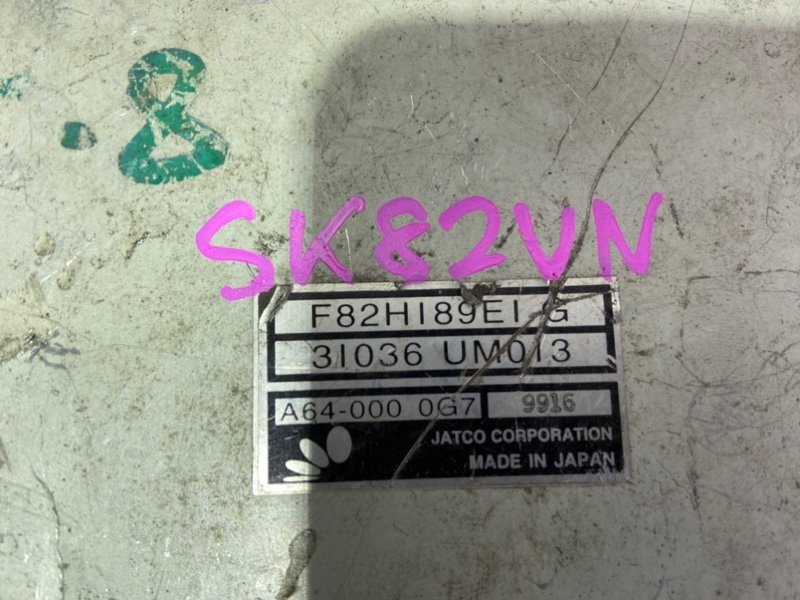 8
SK82VN
F82H189E1 G
31036 UM013
A64-000 0G7 9916
JATCO CORPORATION
MADE IN JAPAN